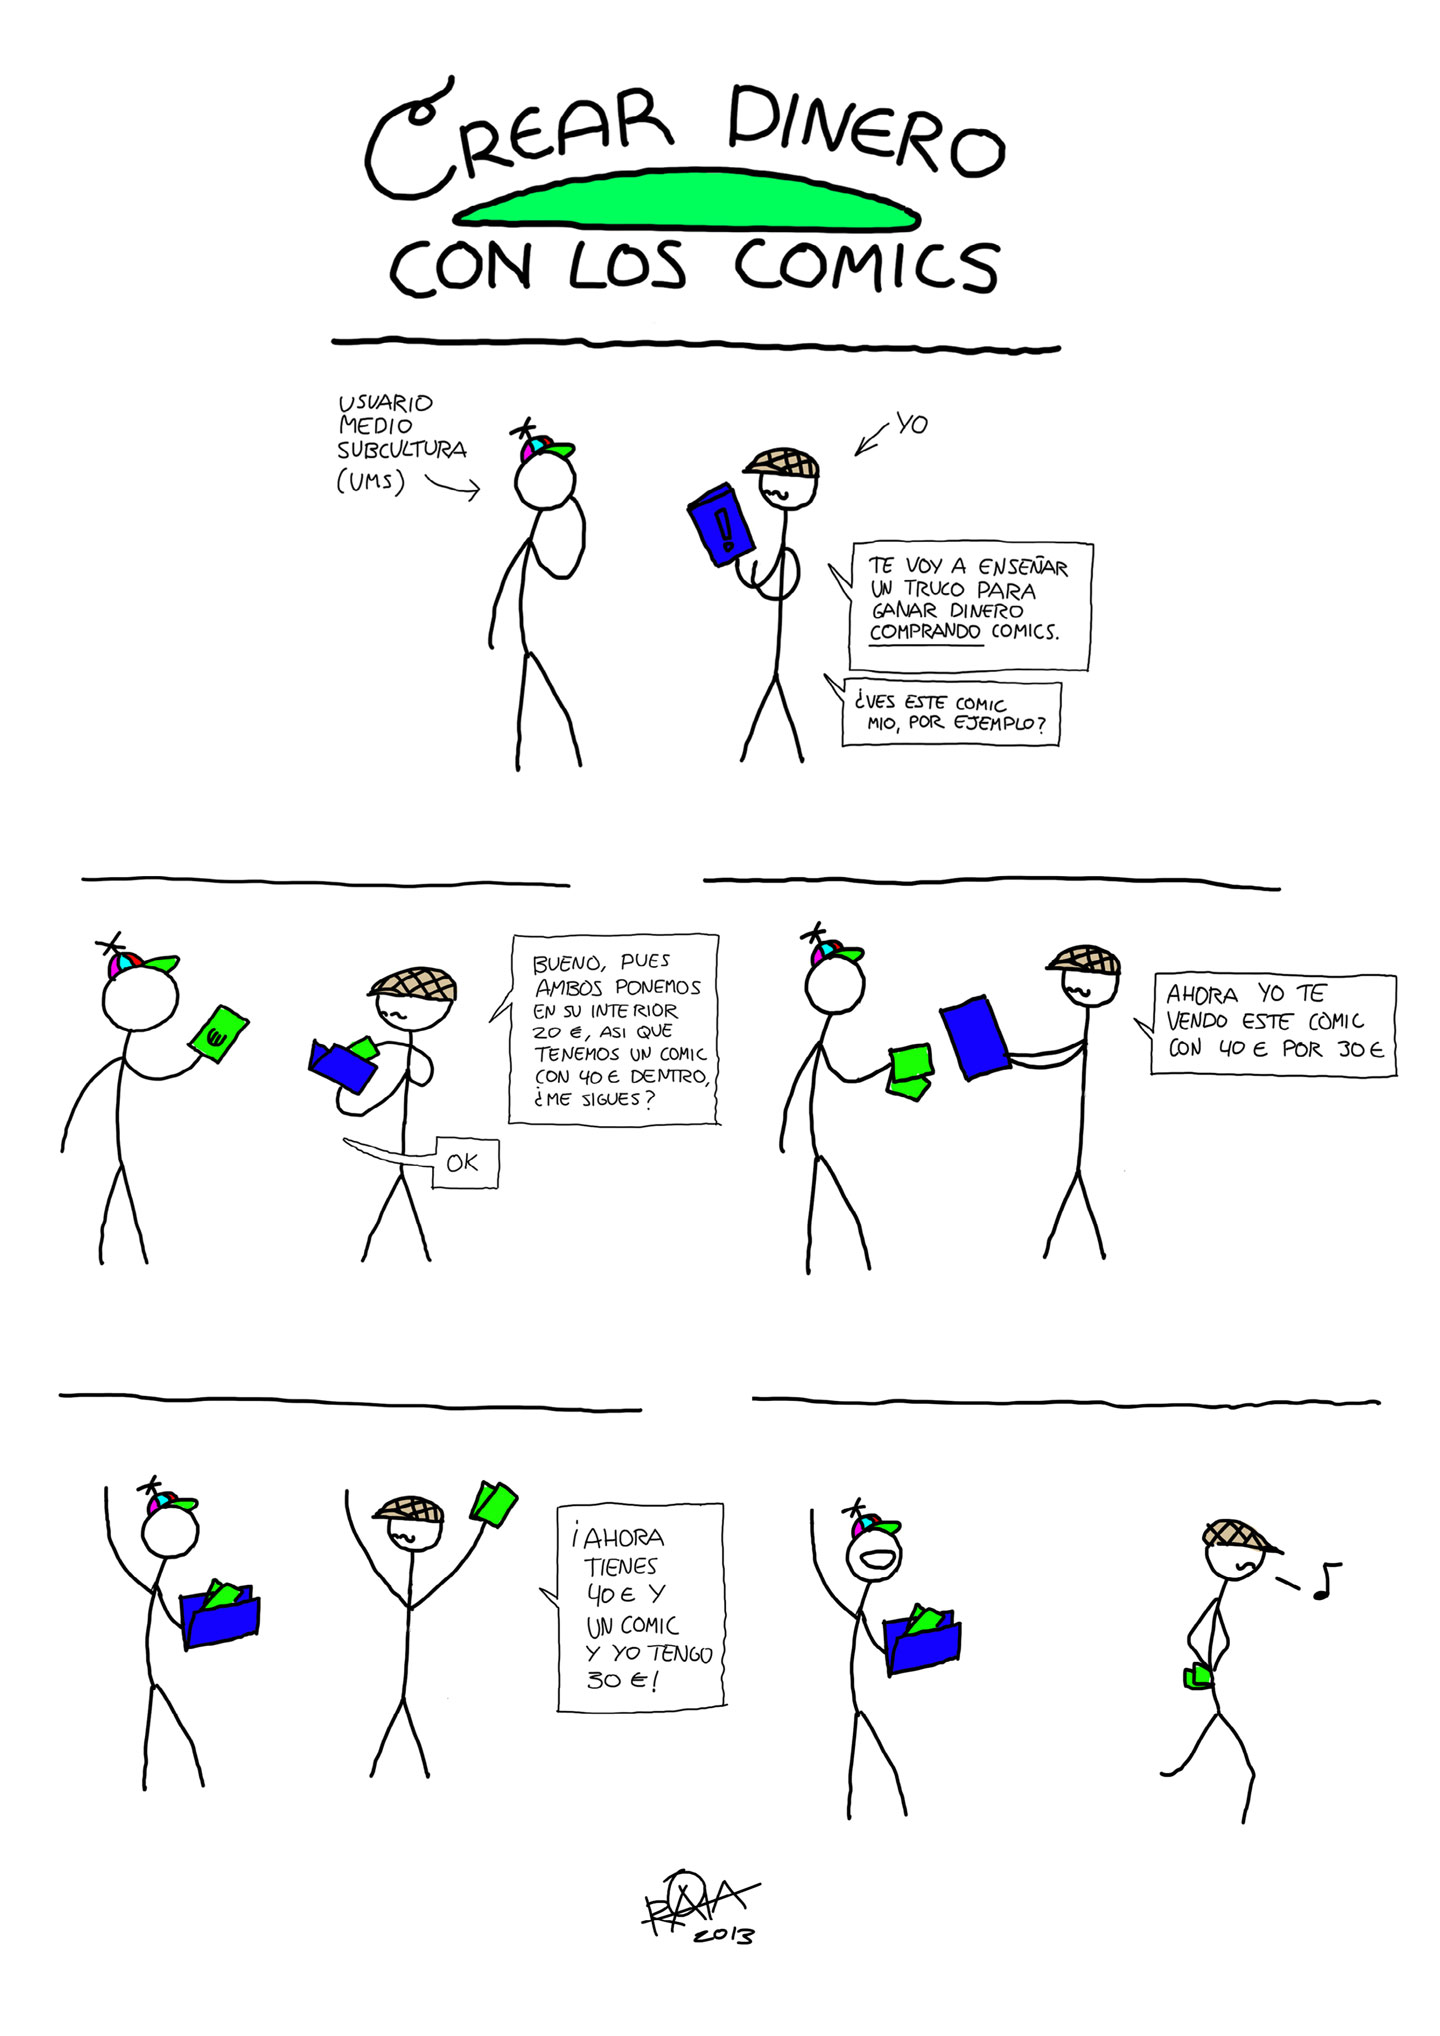 CREAR DINERO
CON LOS COMICS
USUARIO
MEDIO
SUBCULTURA
(UMS)
YO
TE VOY A ENSEÑAR
UN TRUCO PARA
GANAR DINERO
COMPRANDO COMICS.
¿VES ESTE COMIC
MIO, POR EJEMPLO?
!
BUENO, PUES
AMBOS PONEMOS
EN SU INTERIOR
20 €, ASI QUE
TENEMOS UN COMIC
CON 40 € DENTRO,
¿ME SIGUES?
€
OK
AHORA YO TE
VENDO ESTE COMIC
CON 40 € POR 30 €
¡AHORA
TIENES
40 € Y
UN COMIC
Y YO TENGO
30 €!
2013